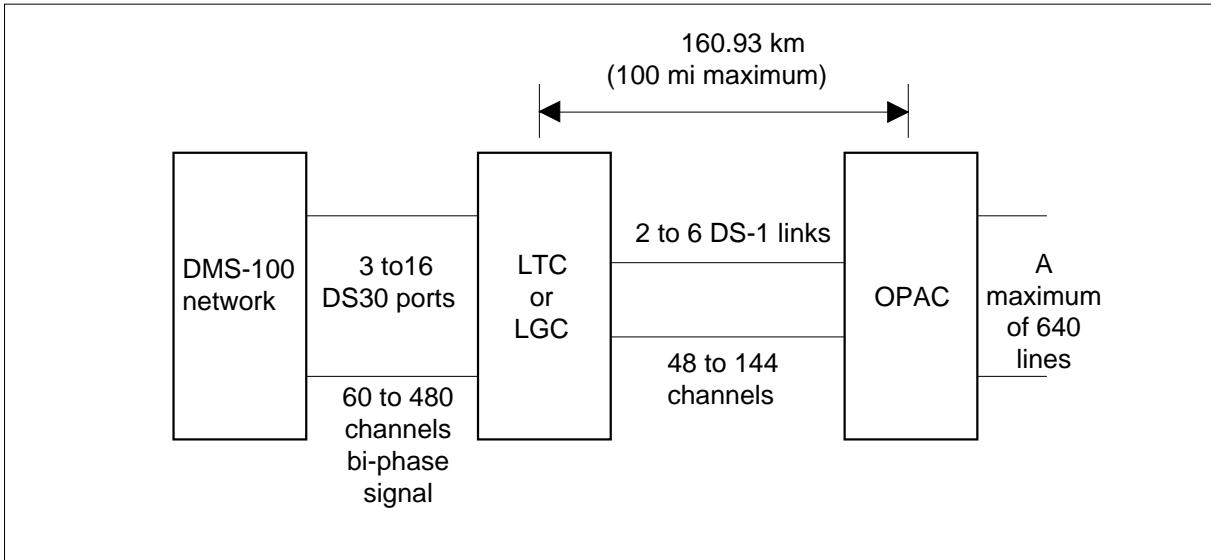 160.93 km
(100 mi maximum)
DMS-100
network
3 to16
DS30 ports
60 to 480
channels
bi-phase
signal
LTC
or
LGC
2 to 6 DS-1 links
48 to 144
channels
OPAC
A
maximum
of 640
lines